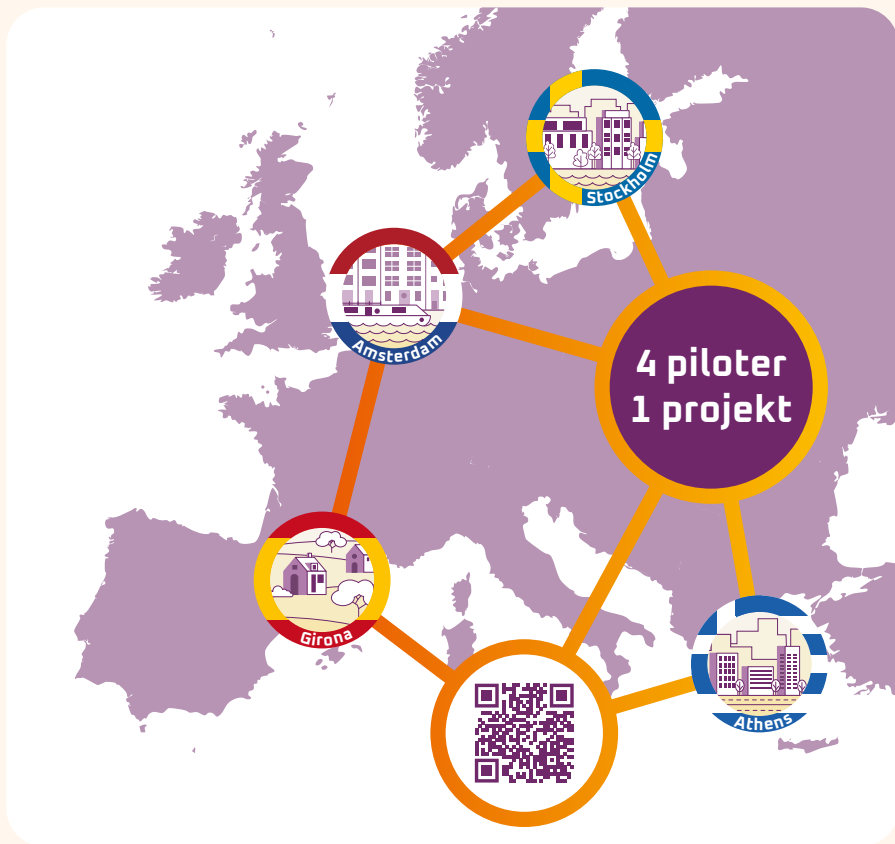 Stockholm
Amsterdam
4 piloter
1 projekt
Girona
Athens